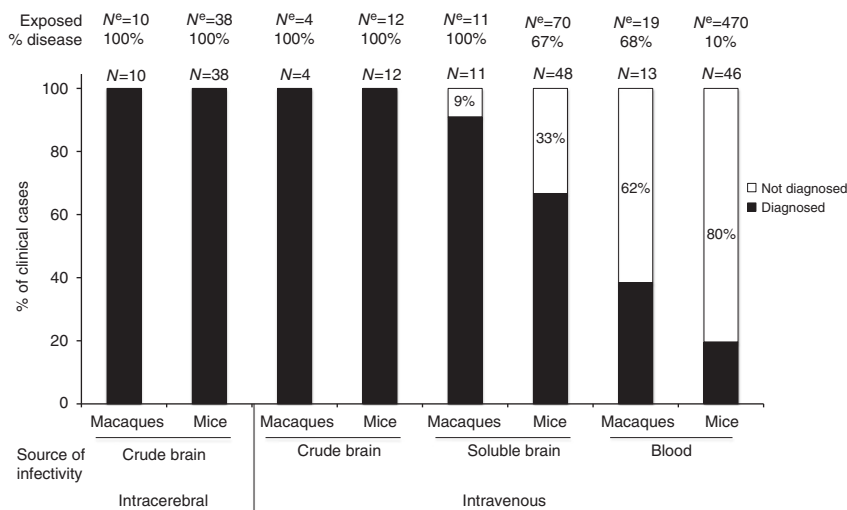 Exposed Nᵉ=10 Nᵉ=38 Nᵉ=4 Nᵉ=12 Nᵉ=11 Nᵉ=70 Nᵉ=19 Nᵉ=470
% disease 100% 100% 100% 100% 100% 67% 68% 10%
N=10 N=38 N=4 N=12 N=11 N=48 N=13 N=46
100
80
60
40
20
0
% of clinical cases
9%
33%
62%
80%
Not diagnosed
Diagnosed
Macaques Mice Macaques Mice Macaques Mice Macaques Mice
Source of infectivity
Crude brain Crude brain Soluble brain Blood
Intracerebral Intravenous